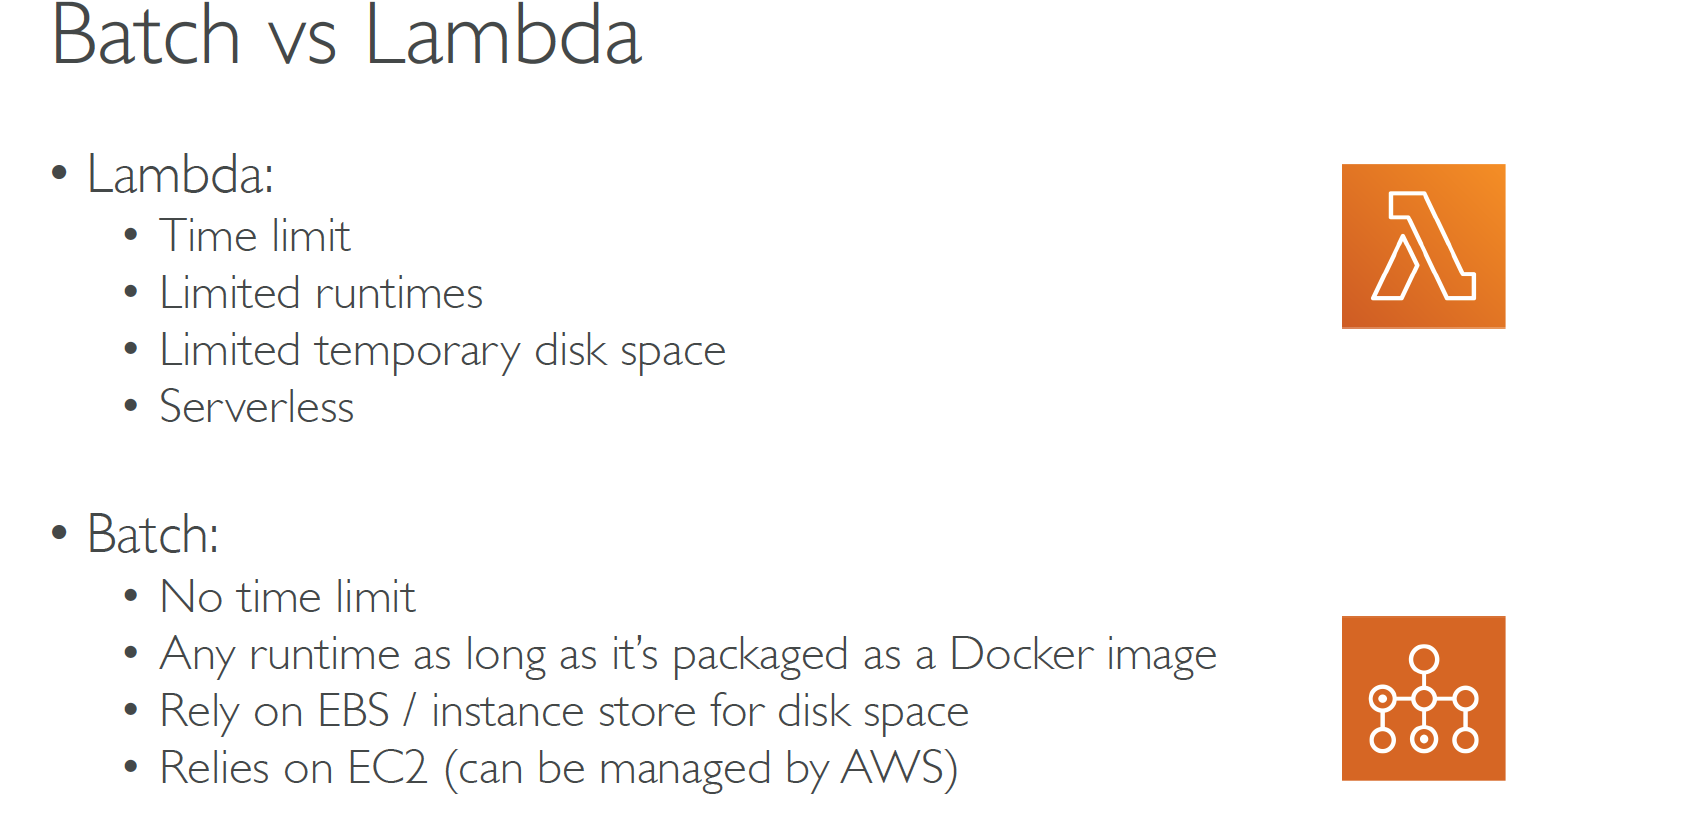 Batch vs Lambda
• Lambda:
• Time limit
• Limited runtimes
• Limited temporary disk space
• Serverless
• Batch:
• No time limit
• Any runtime as long as it’s packaged as a Docker image
• Rely on EBS / instance store for disk space
• Relies on EC2 (can be managed by AWS)